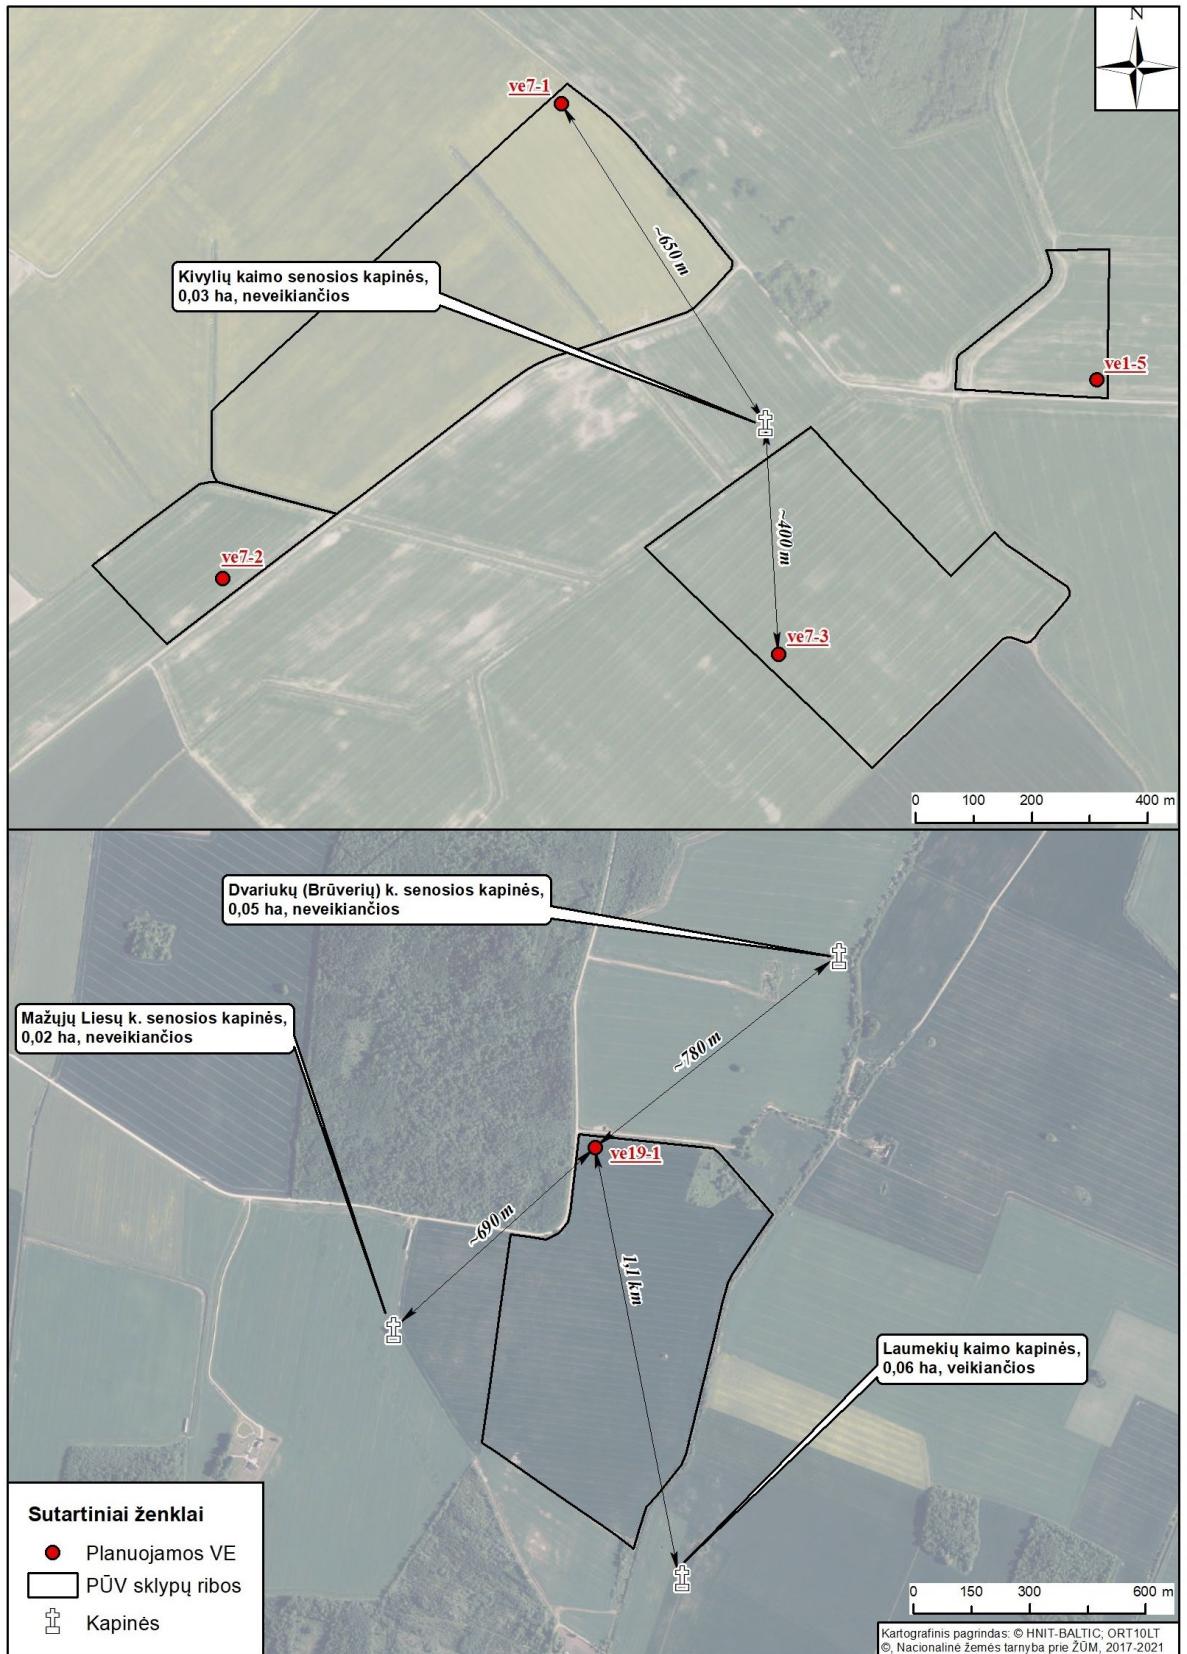 N
ve7-1
~650 m
Kivylių kaimo senosios kapinės,
0,03 ha, neveikiančios
ve1-5
~400 m
ve7-2
ve7-3
0 100 200 400 m
Dvariukų (Brūverių) k. senosios kapinės,
0,05 ha, neveikiančios
Mažųjų Liesų k. senosios kapinės,
0,02 ha, neveikiančios
~780 m
ve19-1
~690 m
1,1 km
Laumekių kaimo kapinės,
0,06 ha, veikiančios
Sutartiniai ženklai
Planuojamos VE
PŪV sklypų ribos
Kapinės
0 150 300 600 m
Kartografinis pagrindas: © HNIT-BALTIC; ORT10LT
©, Nacionalinė žemės tarnyba prie ŽŪM, 2017-2021